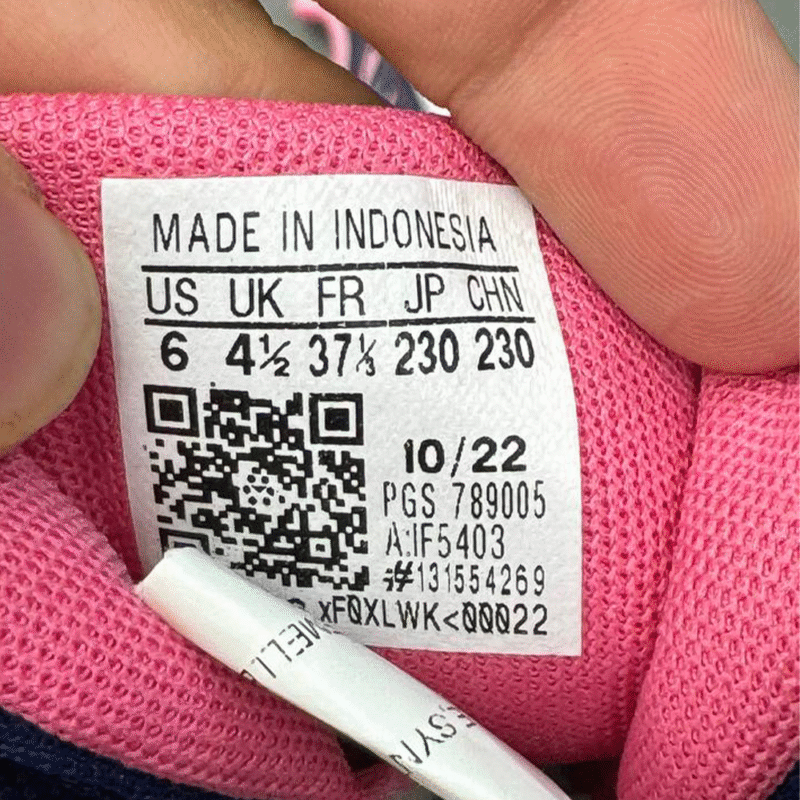 MADE IN INDONESIA
US UK FR JP CHN
6 4½ 37⅓ 230 230
10/22
PGS 789005
A:IF5403
#131554269
xFQXLWK<00022